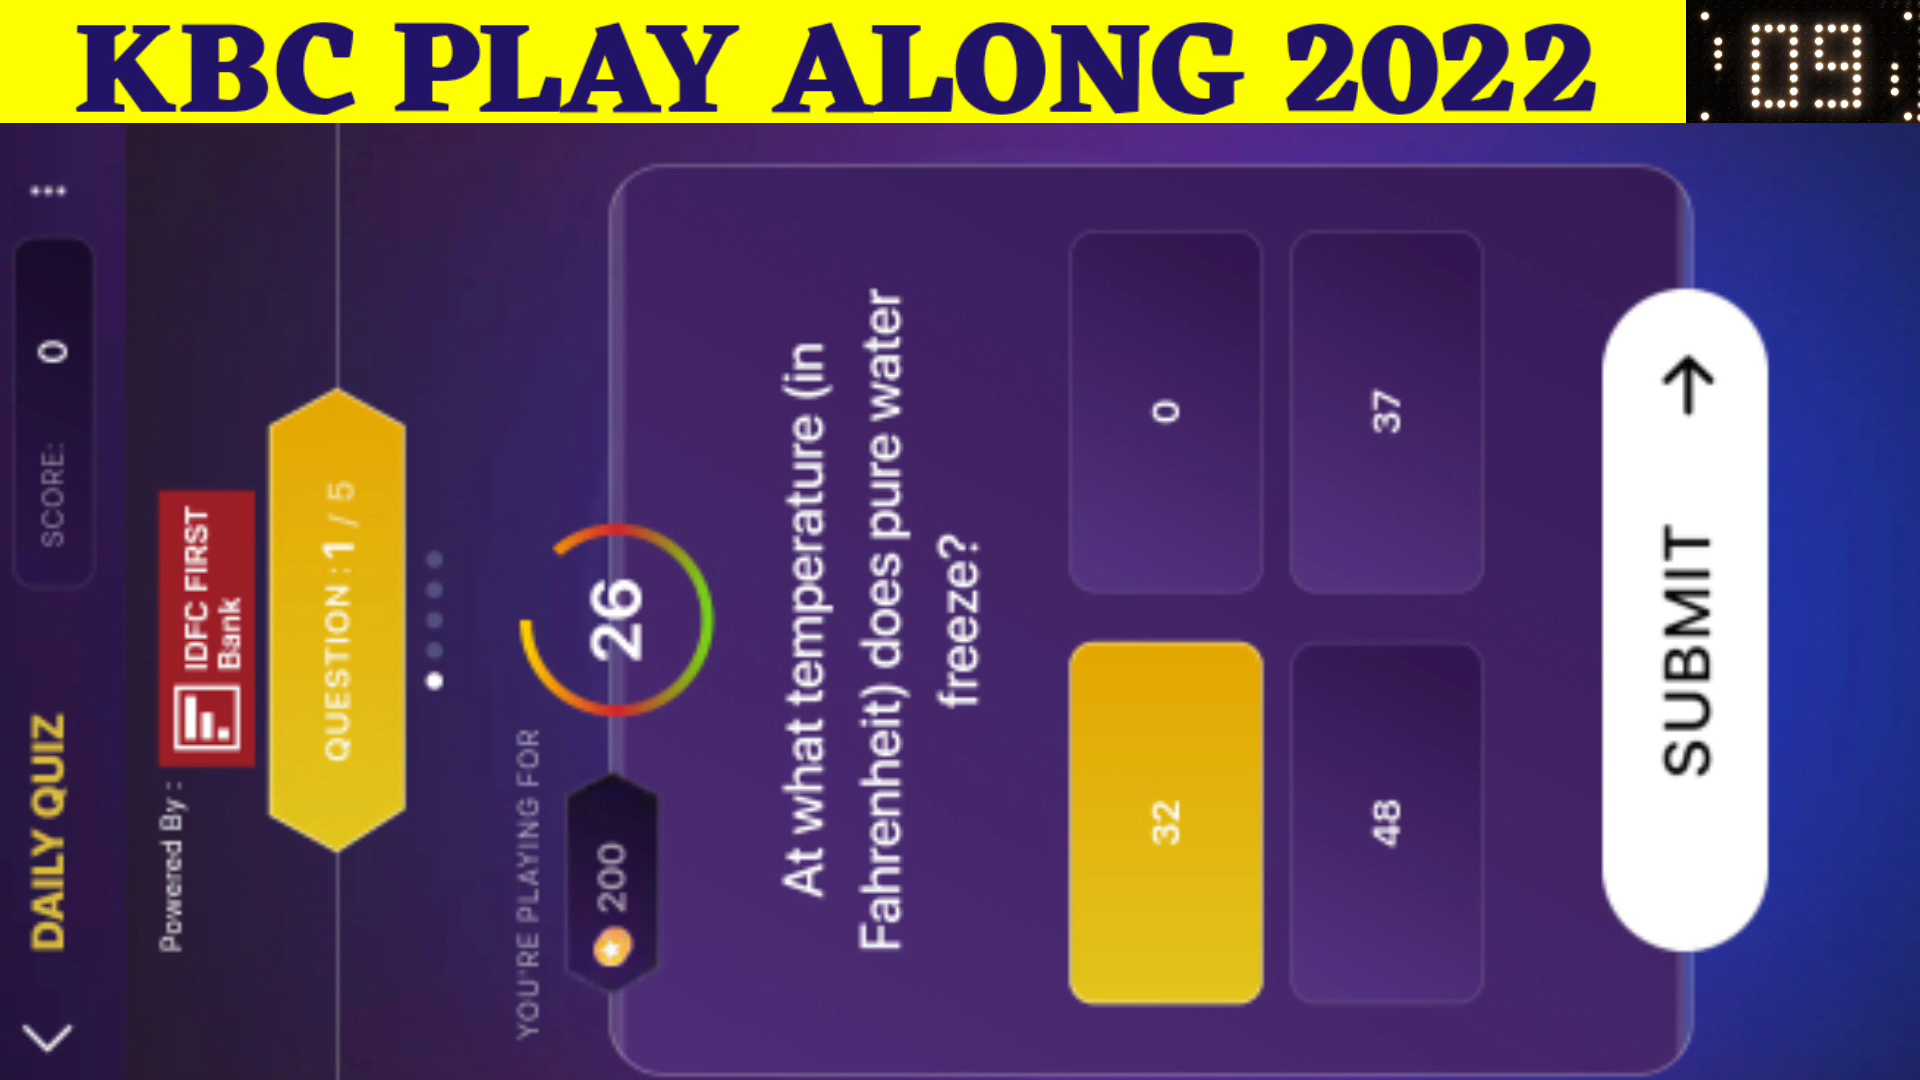 KBC PLAY ALONG 2022
09
DAILY QUIZ
SCORE: 0
Powered By :
IDFC FIRST
Bank
QUESTION : 1 / 5
YOU'RE PLAYING FOR
200
26
At what temperature (in
Fahrenheit) does pure water
freeze?
32
0
48
37
SUBMIT →